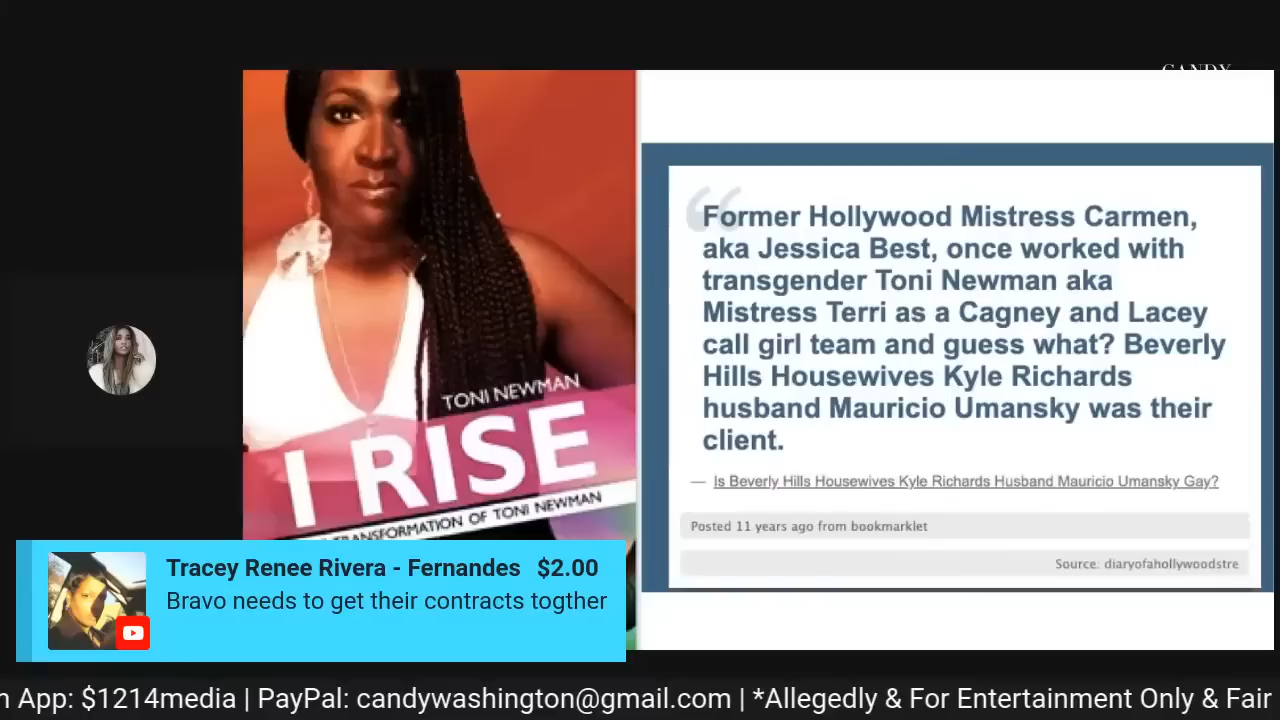 CANDY
TONI NEWMAN
I RISE
TRANSFORMATION OF TONI NEWMAN
“
Former Hollywood Mistress Carmen,
aka Jessica Best, once worked with
transgender Toni Newman aka
Mistress Terri as a Cagney and Lacey
call girl team and guess what? Beverly
Hills Housewives Kyle Richards
husband Mauricio Umansky was their
client.
— Is Beverly Hills Housewives Kyle Richards Husband Mauricio Umansky Gay?
Posted 11 years ago from bookmarklet
Source: diaryofahollywoodstre
Tracey Renee Rivera - Fernandes $2.00
Bravo needs to get their contracts togther
App: $1214media | PayPal: candywashington@gmail.com | *Allegedly & For Entertainment Only & Fair